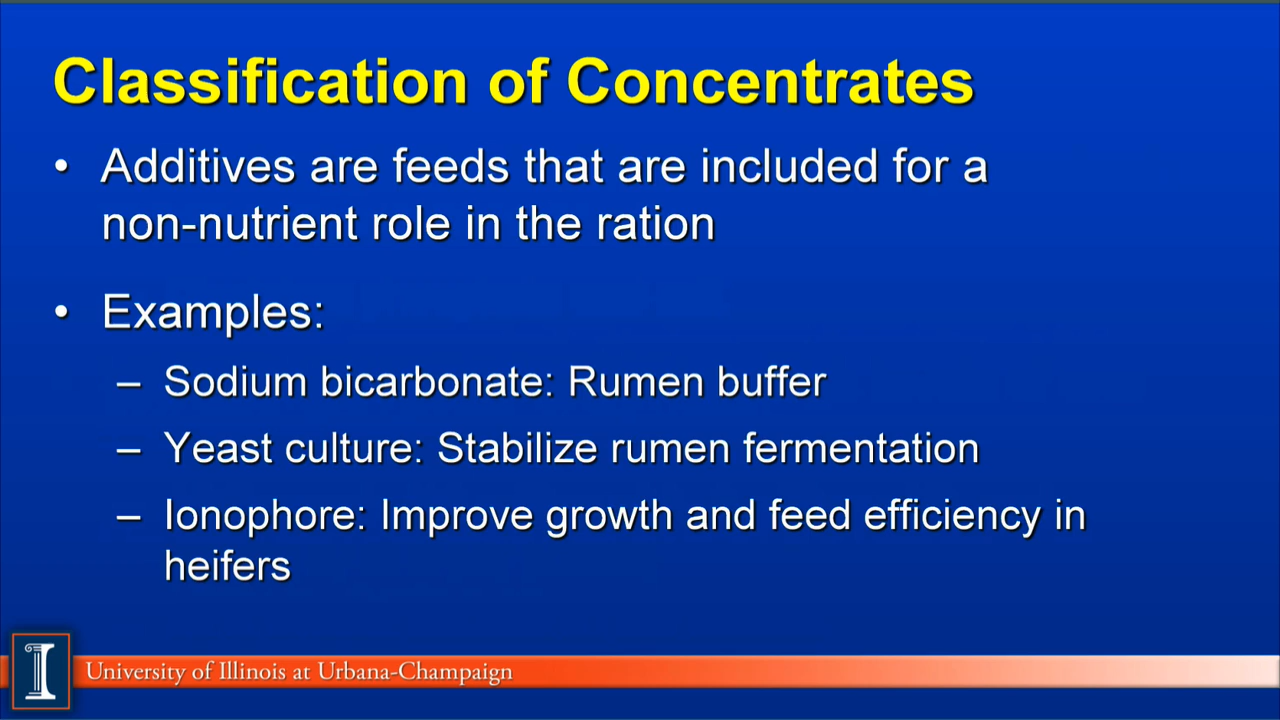 Classification of Concentrates
• Additives are feeds that are included for a
non-nutrient role in the ration
• Examples:
– Sodium bicarbonate: Rumen buffer
– Yeast culture: Stabilize rumen fermentation
– Ionophore: Improve growth and feed efficiency in
heifers
I
University of Illinois at Urbana-Champaign